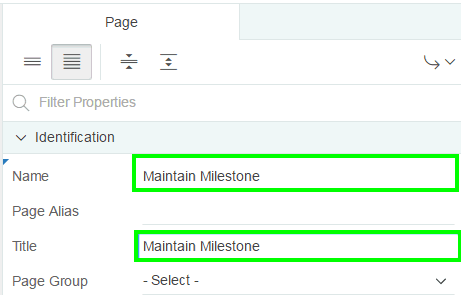 Page
Filter Properties
Identification
Name Maintain Milestone
Page Alias
Title Maintain Milestone
Page Group - Select -